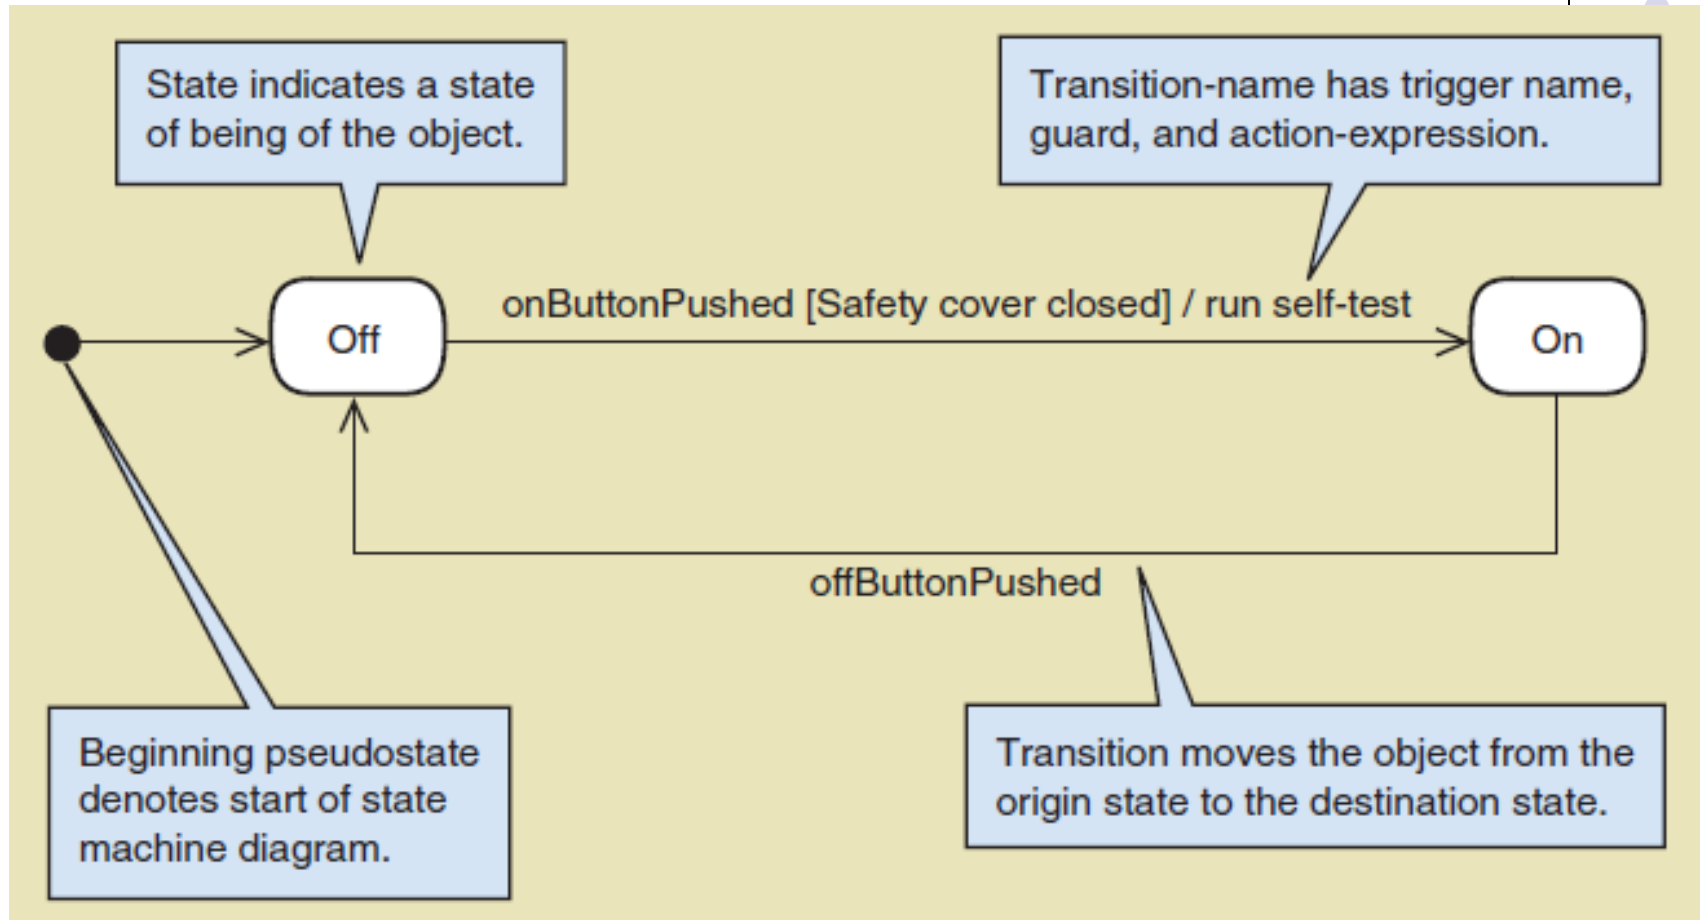 State indicates a state
of being of the object.
Transition-name has trigger name,
guard, and action-expression.
onButtonPushed [Safety cover closed] / run self-test
Off
On
offButtonPushed
Beginning pseudostate
denotes start of state
machine diagram.
Transition moves the object from the
origin state to the destination state.